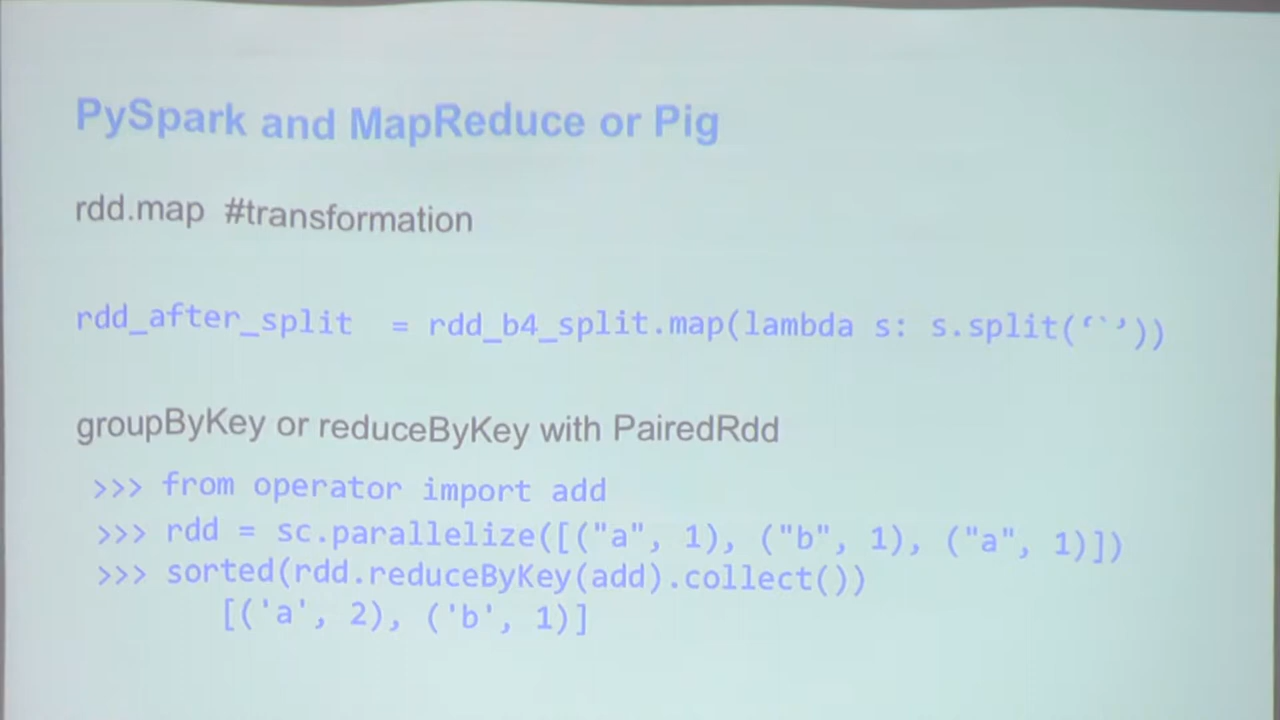 PySpark and MapReduce or Pig
rdd.map #transformation
rdd_after_split = rdd_b4_split.map(lambda s: s.split(‘`’))
groupByKey or reduceByKey with PairedRdd
>>> from operator import add
>>> rdd = sc.parallelize([("a", 1), ("b", 1), ("a", 1)])
>>> sorted(rdd.reduceByKey(add).collect())
[('a', 2), ('b', 1)]